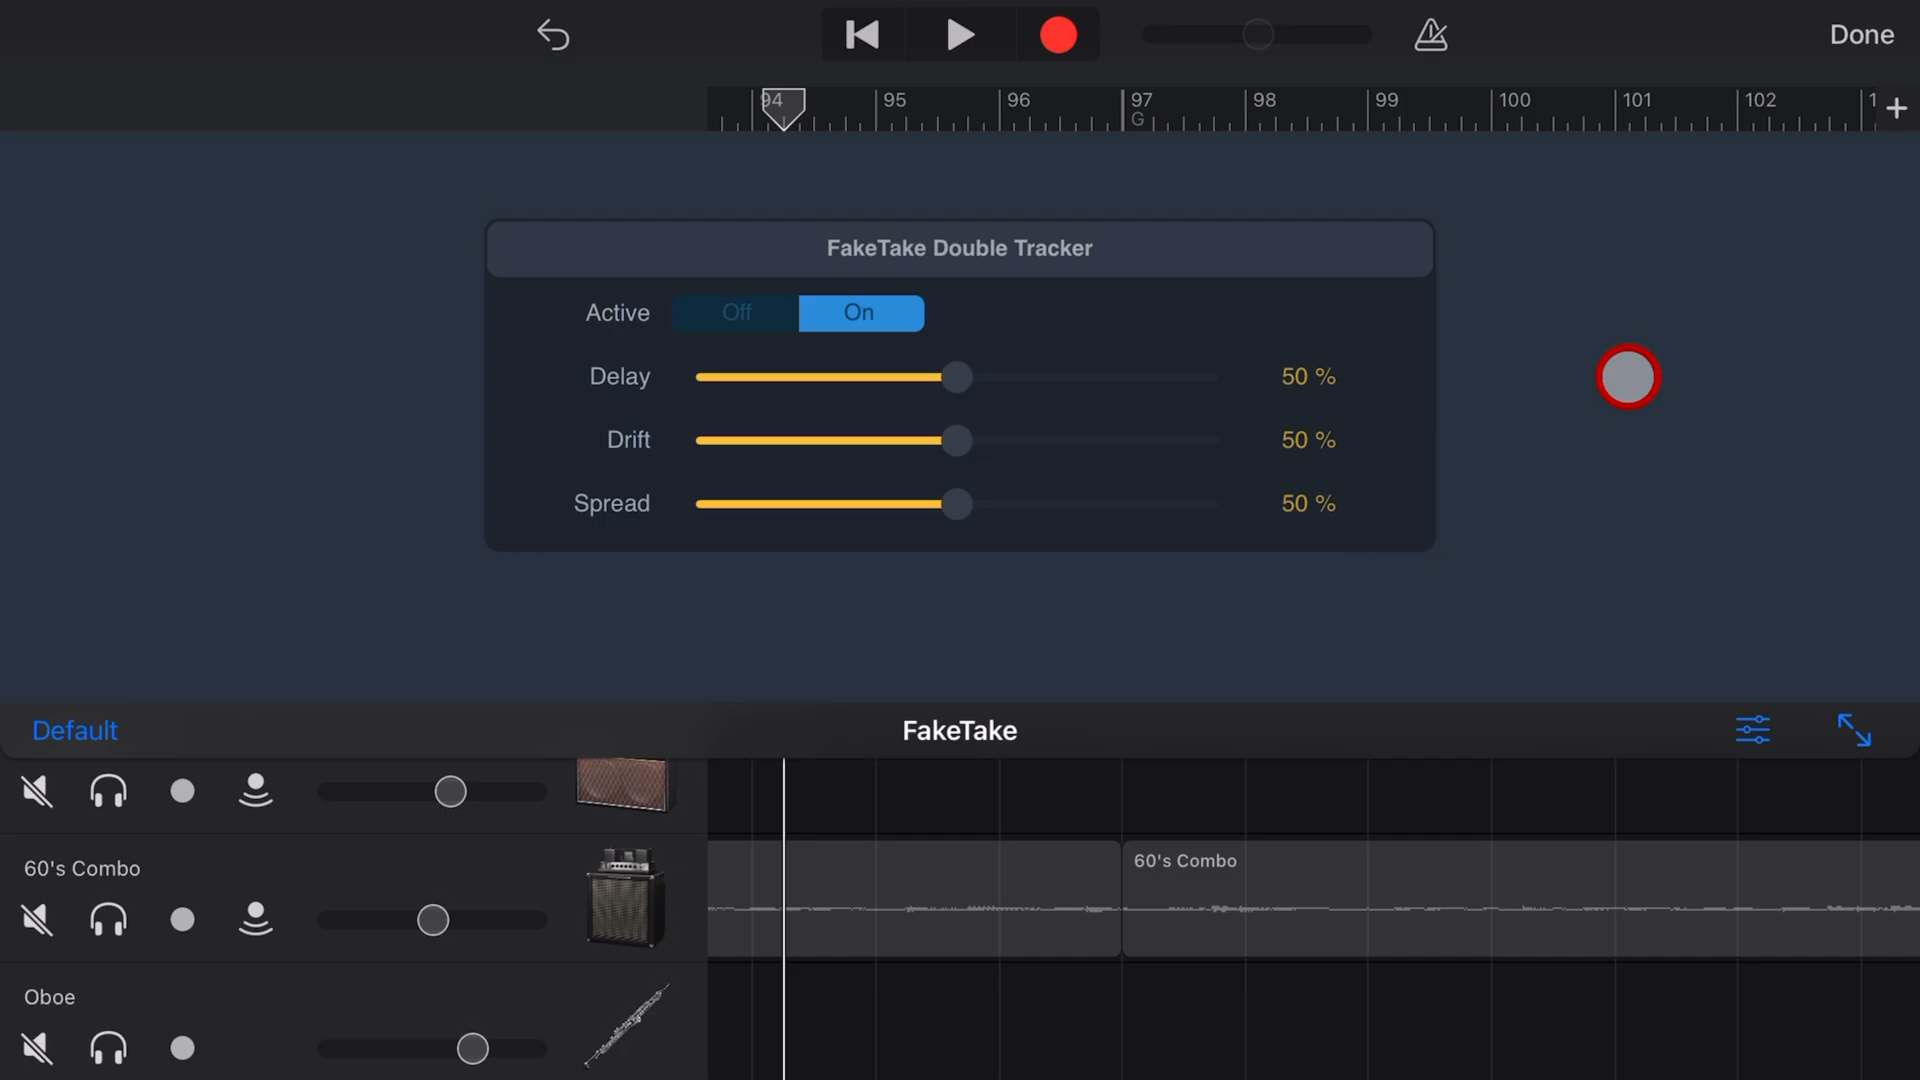 Done
94 95 96 97 98 99 100 101 102 1
G
FakeTake Double Tracker
Active Off On
Delay 50 %
Drift 50 %
Spread 50 %
Default FakeTake
60's Combo
60's Combo
Oboe